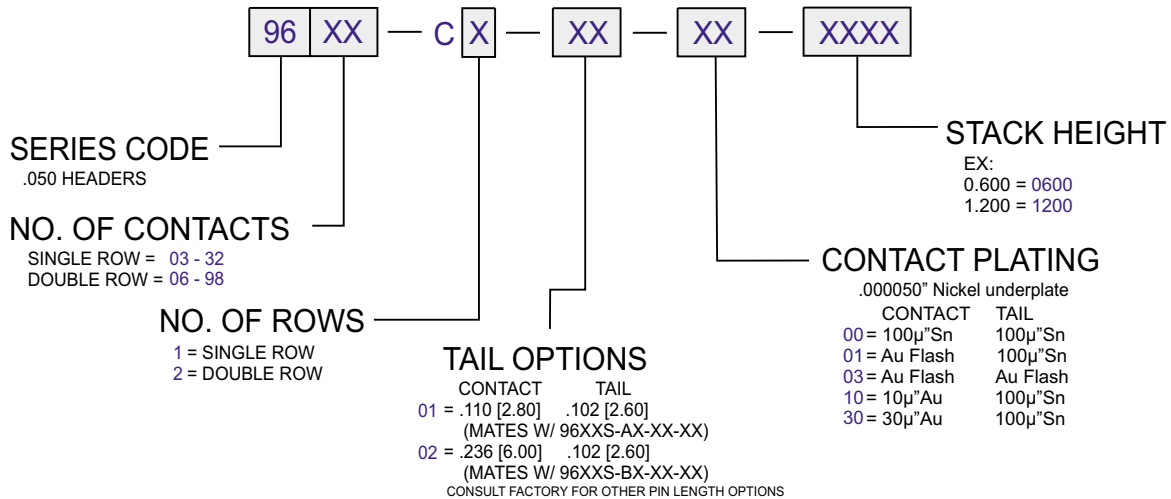 96 XX — C X — XX — XX — XXXX
SERIES CODE
.050 HEADERS
NO. OF CONTACTS
SINGLE ROW = 03 - 32
DOUBLE ROW = 06 - 98
NO. OF ROWS
1 = SINGLE ROW
2 = DOUBLE ROW
TAIL OPTIONS
CONTACT TAIL
01 = .110 [2.80] .102 [2.60]
(MATES W/ 96XXS-AX-XX-XX)
02 = .236 [6.00] .102 [2.60]
(MATES W/ 96XXS-BX-XX-XX)
CONSULT FACTORY FOR OTHER PIN LENGTH OPTIONS
CONTACT PLATING
.000050” Nickel underplate
CONTACT TAIL
00 = 100µ”Sn 100µ”Sn
01 = Au Flash 100µ”Sn
03 = Au Flash Au Flash
10 = 10µ”Au 100µ”Sn
30 = 30µ”Au 100µ”Sn
STACK HEIGHT
EX:
0.600 = 0600
1.200 = 1200